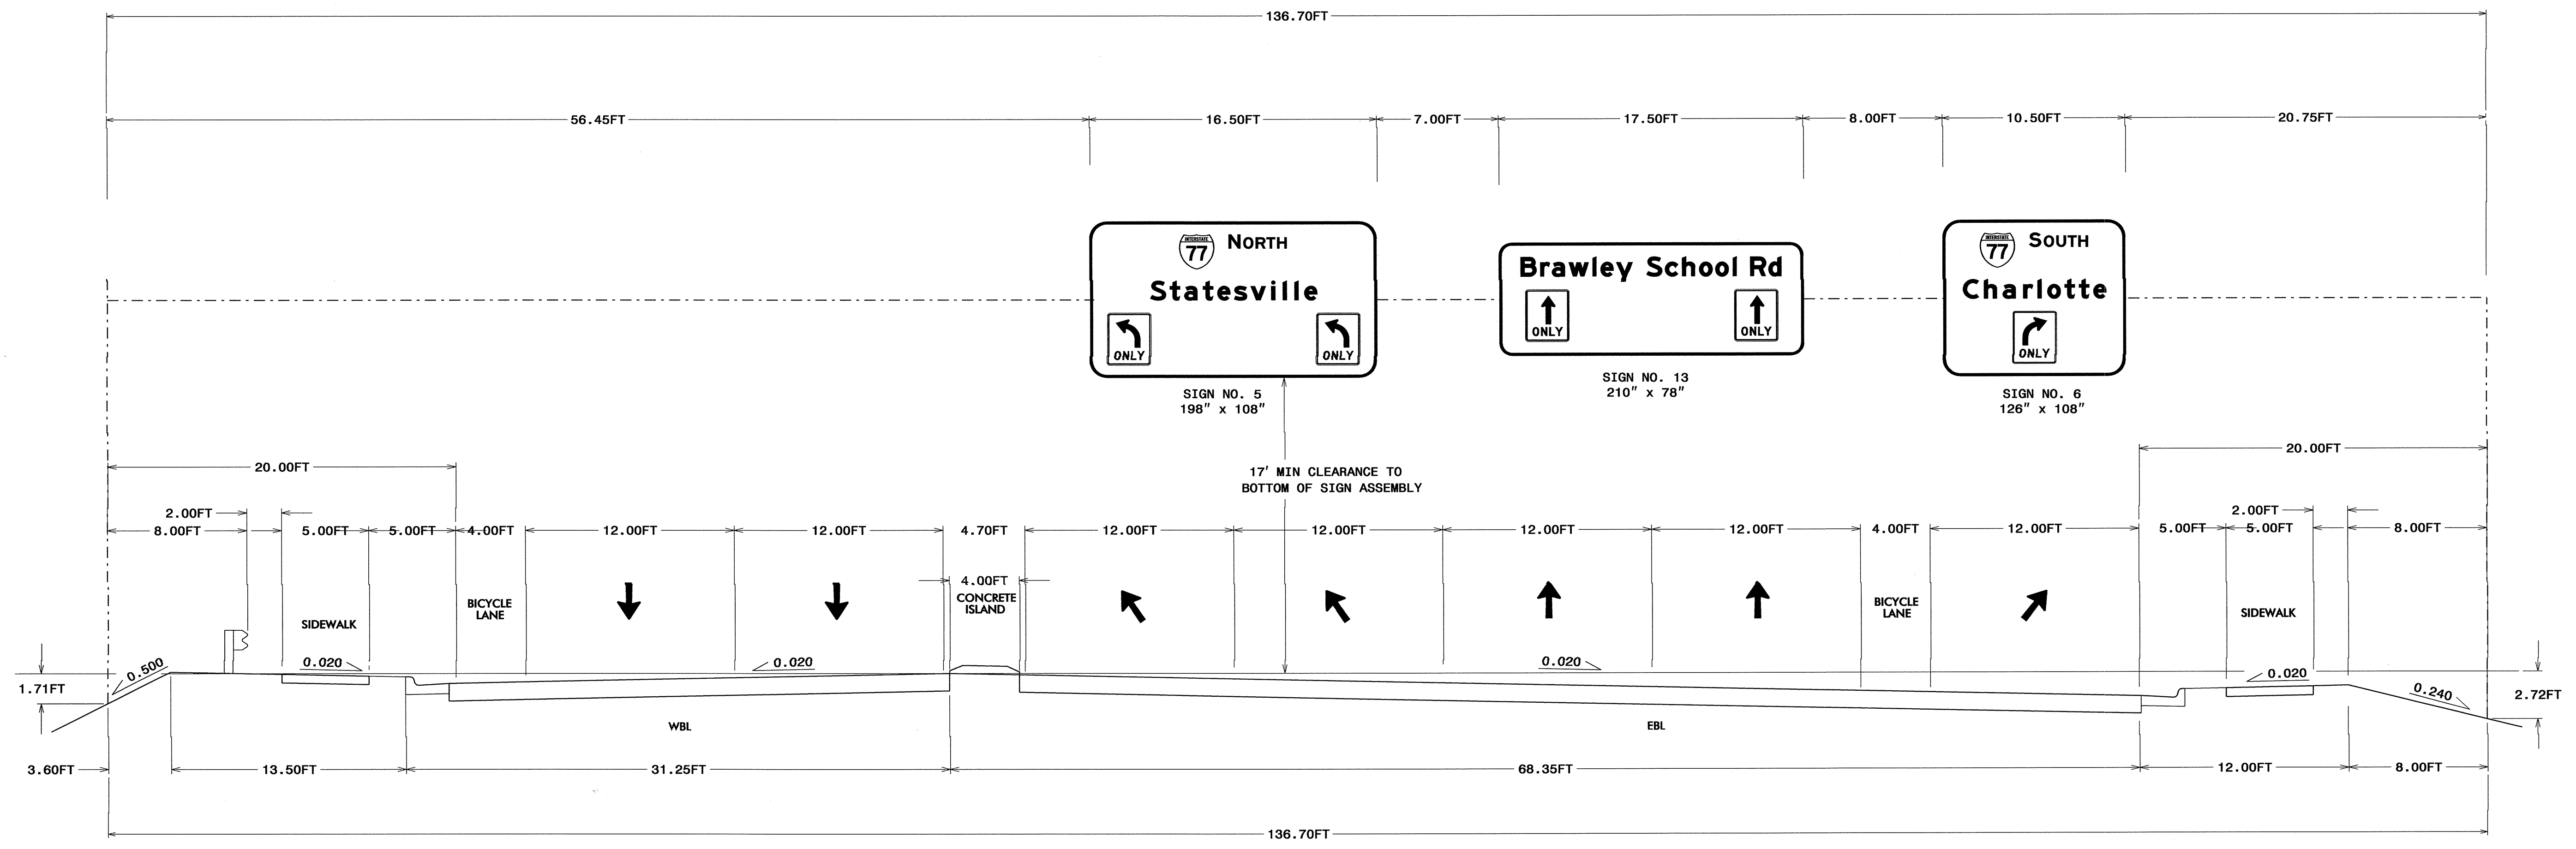 136.70FT
56.45FT 16.50FT 7.00FT 17.50FT 8.00FT 10.50FT 20.75FT
INTERSTATE 77 NORTH
Statesville
ONLY ONLY
SIGN NO. 5
198" x 108"
Brawley School Rd
ONLY ONLY
SIGN NO. 13
210" x 78"
INTERSTATE 77 SOUTH
Charlotte
ONLY
SIGN NO. 6
126" x 108"
17' MIN CLEARANCE TO
BOTTOM OF SIGN ASSEMBLY
20.00FT 20.00FT
2.00FT 2.00FT
8.00FT 5.00FT 5.00FT 4.00FT 12.00FT 12.00FT 4.70FT 12.00FT 12.00FT 12.00FT 12.00FT 4.00FT 12.00FT 5.00FT 5.00FT 8.00FT
4.00FT
CONCRETE
ISLAND
BICYCLE
LANE
BICYCLE
LANE
SIDEWALK SIDEWALK
0.500 0.020 0.020 0.020 0.020 0.240
1.71FT 2.72FT
WBL EBL
3.60FT 13.50FT 31.25FT 68.35FT 12.00FT 8.00FT
136.70FT